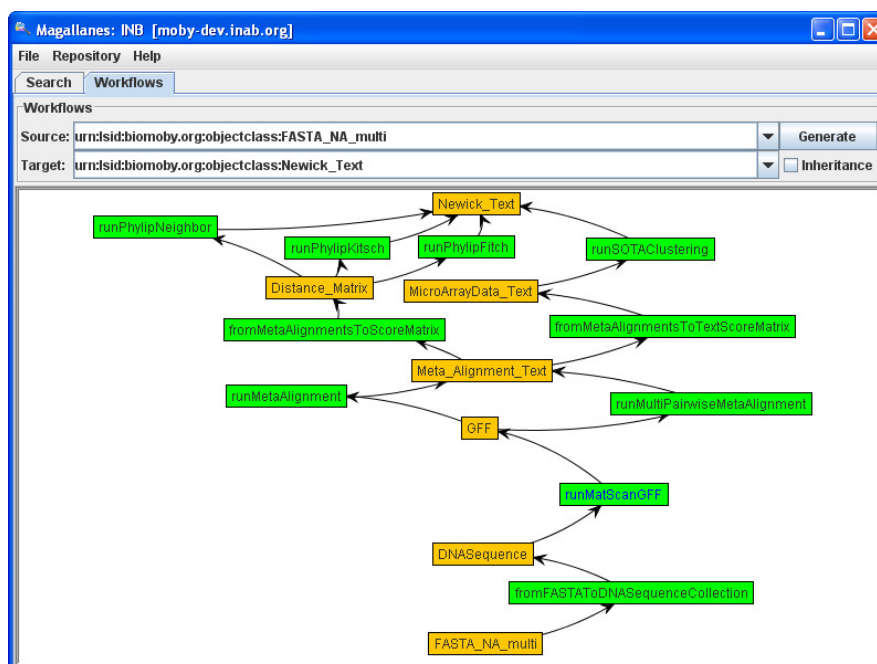 Magallanes: INB [moby-dev.inab.org]
File Repository Help
Search Workflows
Workflows
Source: urn:lsid:biomoby.org:objectclass:FASTA_NA_multi Generate
Target: urn:lsid:biomoby.org:objectclass:Newick_Text Inheritance
Newick_Text
runPhylipNeighbor
runPhylipKitsch runPhylipFitch runSOTAClustering
Distance_Matrix MicroArrayData_Text
fromMetaAlignmentsToScoreMatrix fromMetaAlignmentsToTextScoreMatrix
Meta_Alignment_Text
runMetaAlignment runMultiPairwiseMetaAlignment
GFF
runMatScanGFF
DNASequence
fromFASTAToDNASequenceCollection
FASTA_NA_multi